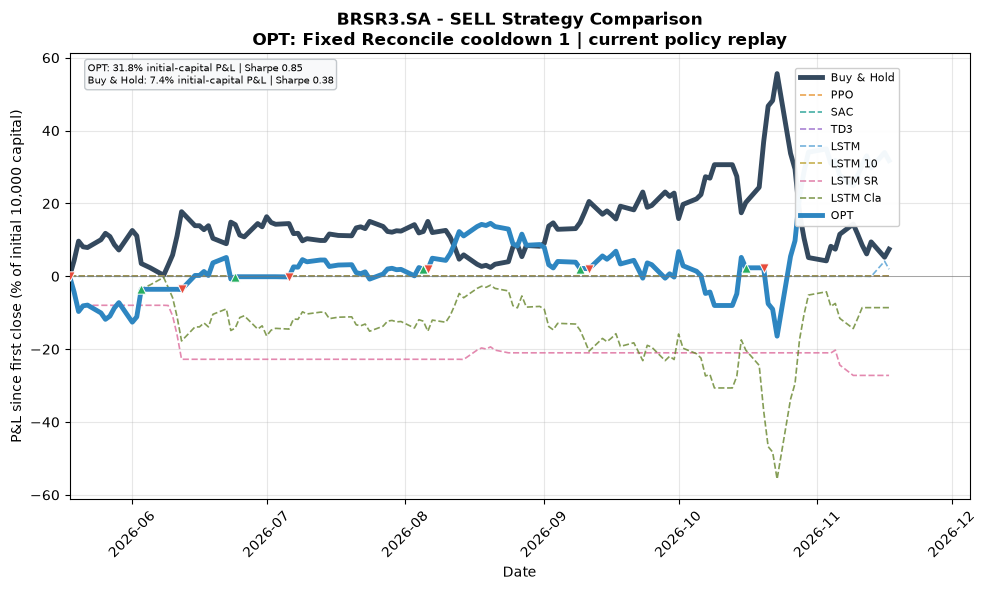 BRSR3.SA - SELL Strategy Comparison
OPT: Fixed Reconcile cooldown 1 | current policy replay
OPT: 31.8% initial-capital P&L | Sharpe 0.85
Buy & Hold: 7.4% initial-capital P&L | Sharpe 0.38
Buy & Hold
PPO
SAC
TD3
LSTM
LSTM 10
LSTM SR
LSTM Cla
OPT
P&L since first close (% of initial 10,000 capital)
60
40
20
0
−20
−40
−60
2026-06
2026-07
2026-08
2026-09
2026-10
2026-11
2026-12
Date